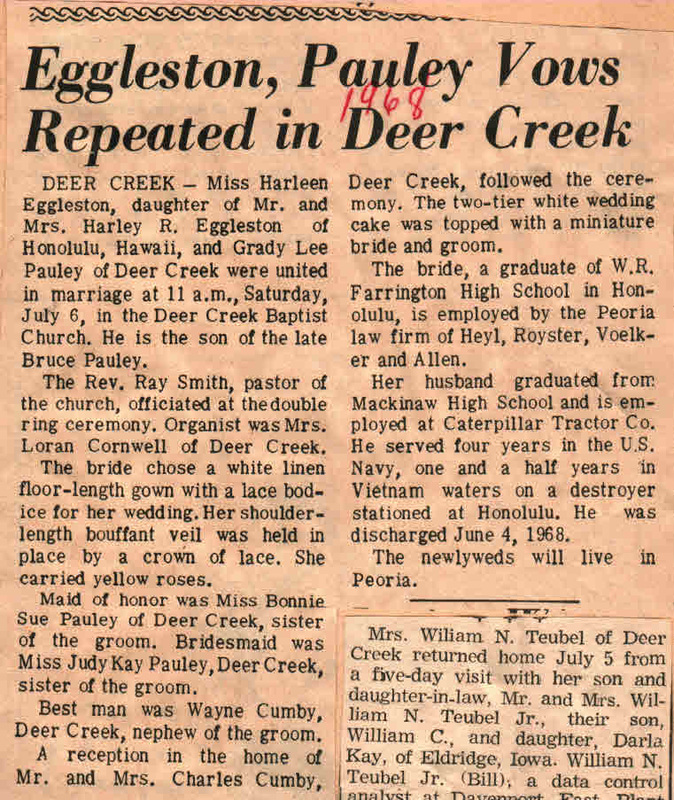 Eggleston, Pauley Vows
1968
Repeated in Deer Creek
DEER CREEK — Miss Harleen
Eggleston, daughter of Mr. and
Mrs. Harley R. Eggleston of
Honolulu, Hawaii, and Grady Lee
Pauley of Deer Creek were united
in marriage at 11 a.m., Saturday,
July 6, in the Deer Creek Baptist
Church. He is the son of the late
Bruce Pauley.
The Rev. Ray Smith, pastor of
the church, officiated at the double
ring ceremony. Organist was Mrs.
Loran Cornwell of Deer Creek.
The bride chose a white linen
floor-length gown with a lace bod-
ice for her wedding. Her shoulder-
length bouffant veil was held in
place by a crown of lace. She
carried yellow roses.
Maid of honor was Miss Bonnie
Sue Pauley of Deer Creek, sister
of the groom. Bridesmaid was
Miss Judy Kay Pauley, Deer Creek,
sister of the groom.
Best man was Wayne Cumby,
Deer Creek, nephew of the groom.
A reception in the home of
Mr. and Mrs. Charles Cumby,
Deer Creek, followed the cere-
mony. The two-tier white wedding
cake was topped with a miniature
bride and groom.
The bride, a graduate of W.R.
Farrington High School in Hon-
olulu, is employed by the Peoria
law firm of Heyl, Royster, Voelk-
er and Allen.
Her husband graduated from
Mackinaw High School and is em-
ployed at Caterpillar Tractor Co.
He served four years in the U.S.
Navy, one and a half years in
Vietnam waters on a destroyer
stationed at Honolulu. He was
discharged June 4, 1968.
The newlyweds will live in
Peoria.
Mrs. Wiliam N. Teubel of Deer
Creek returned home July 5 from
a five-day visit with her son and
daughter-in-law, Mr. and Mrs. Wil-
liam N. Teubel Jr., their son,
William C., and daughter, Darla
Kay, of Eldridge, Iowa. William N.
Teubel Jr. (Bill), a data control
analyst at Davenport East Plant